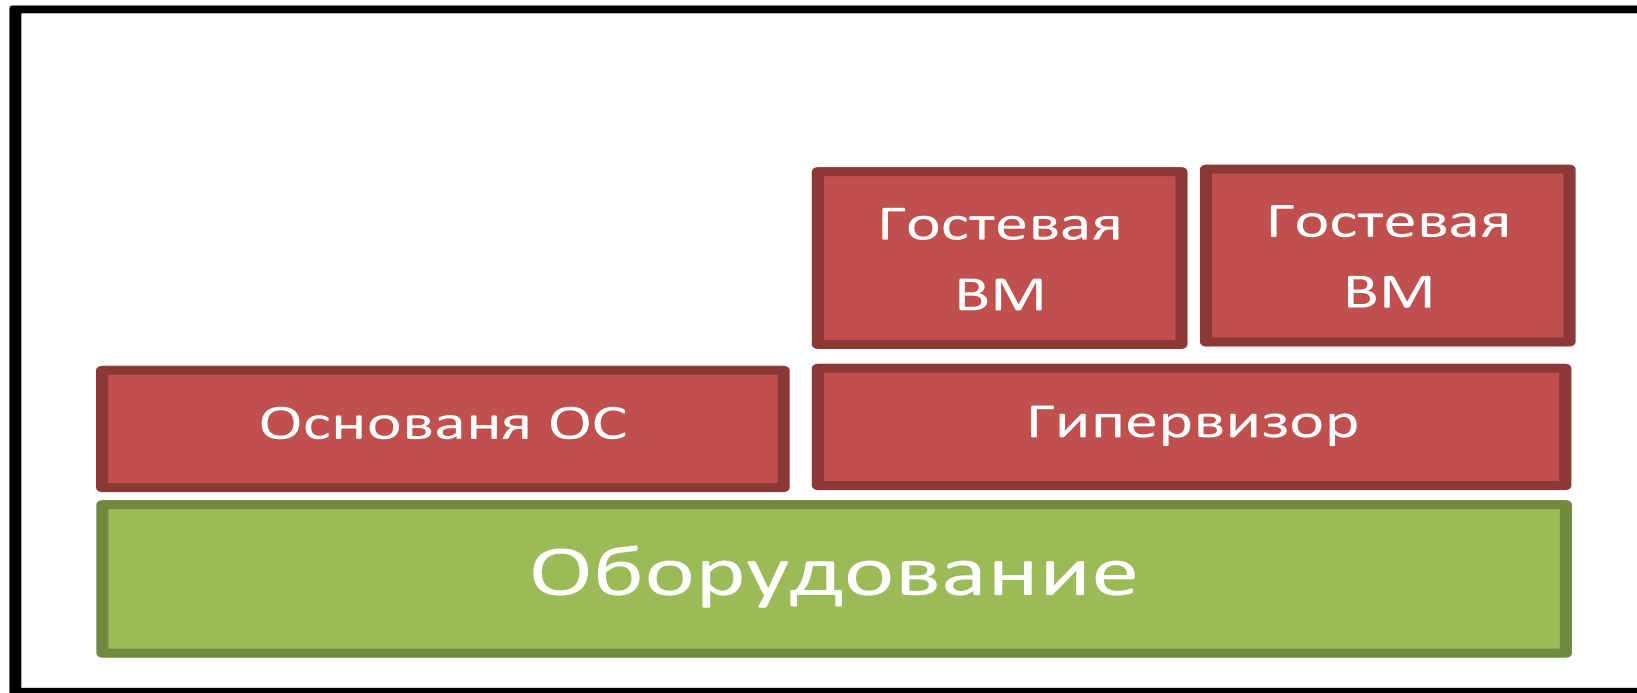 Гостевая
ВМ
Гостевая
ВМ
Основаня ОС
Гипервизор
Оборудование